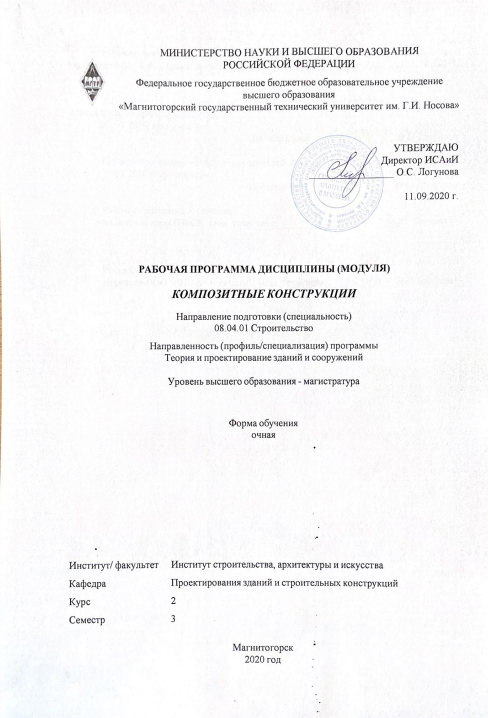 МИНИСТЕРСТВО НАУКИ И ВЫСШЕГО ОБРАЗОВАНИЯ
РОССИЙСКОЙ ФЕДЕРАЦИИ
Федеральное государственное бюджетное образовательное учреждение
высшего образования
«Магнитогорский государственный технический университет им. Г.И. Носова»
УТВЕРЖДАЮ
Директор ИСАиИ
О.С. Логунова
11.09.2020 г.
РАБОЧАЯ ПРОГРАММА ДИСЦИПЛИНЫ (МОДУЛЯ)
КОМПОЗИТНЫЕ КОНСТРУКЦИИ
Направление подготовки (специальность)
08.04.01 Строительство
Направленность (профиль/специализация) программы
Теория и проектирование зданий и сооружений
Уровень высшего образования - магистратура
Форма обучения
очная
Институт/ факультет Институт строительства, архитектуры и искусства
Кафедра Проектирования зданий и строительных конструкций
Курс 2
Семестр 3
Магнитогорск
2020 год